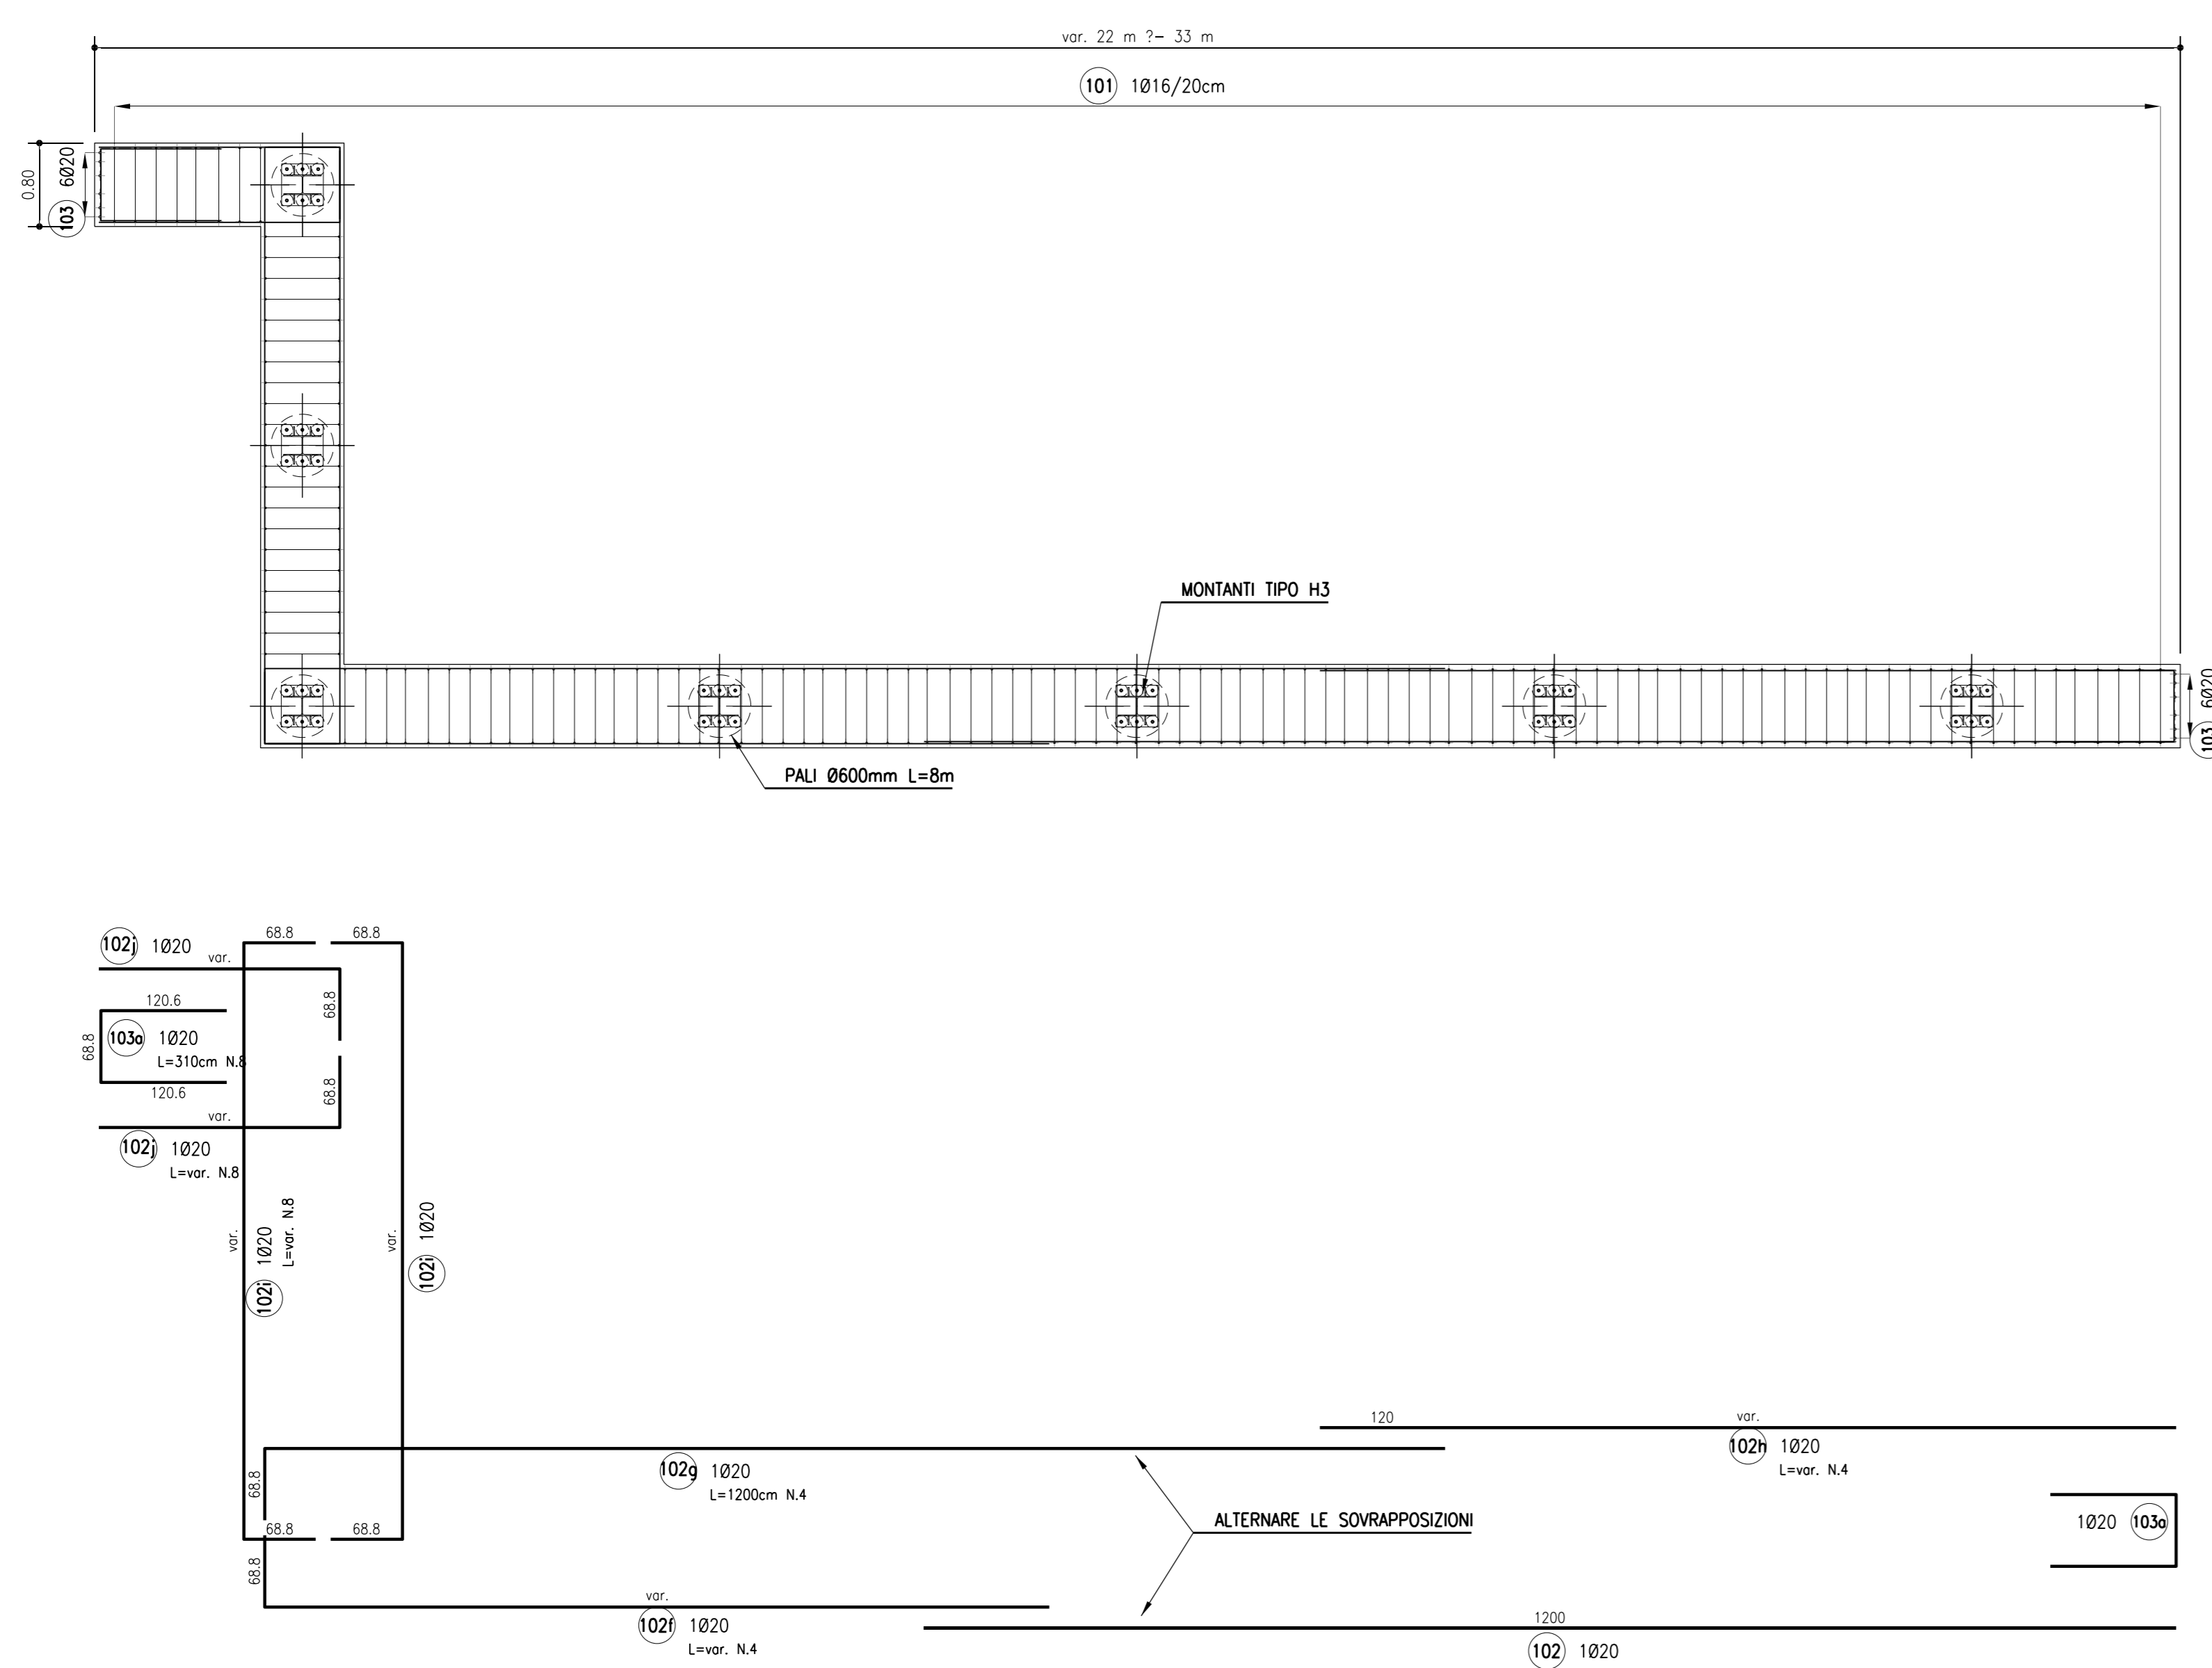 var. 22 m ?– 33 m
101 1Ø16/20cm
0.80
103 6Ø20
MONTANTI TIPO H3
103 6Ø20
PALI Ø600mm L=8m
68.8
68.8
102j 1Ø20
var.
120.6
68.8
68.8
103a 1Ø20
L=310cm N.8
120.6
68.8
var.
102j 1Ø20
L=var. N.8
var.
102i 1Ø20
L=var. N.8
var.
102i 1Ø20
120
var.
102h 1Ø20
L=var. N.4
102g 1Ø20
L=1200cm N.4
68.8
68.8
68.8
ALTERNARE LE SOVRAPPOSIZIONI
1Ø20 103a
68.8
var.
102f 1Ø20
L=var. N.4
1200
102 1Ø20